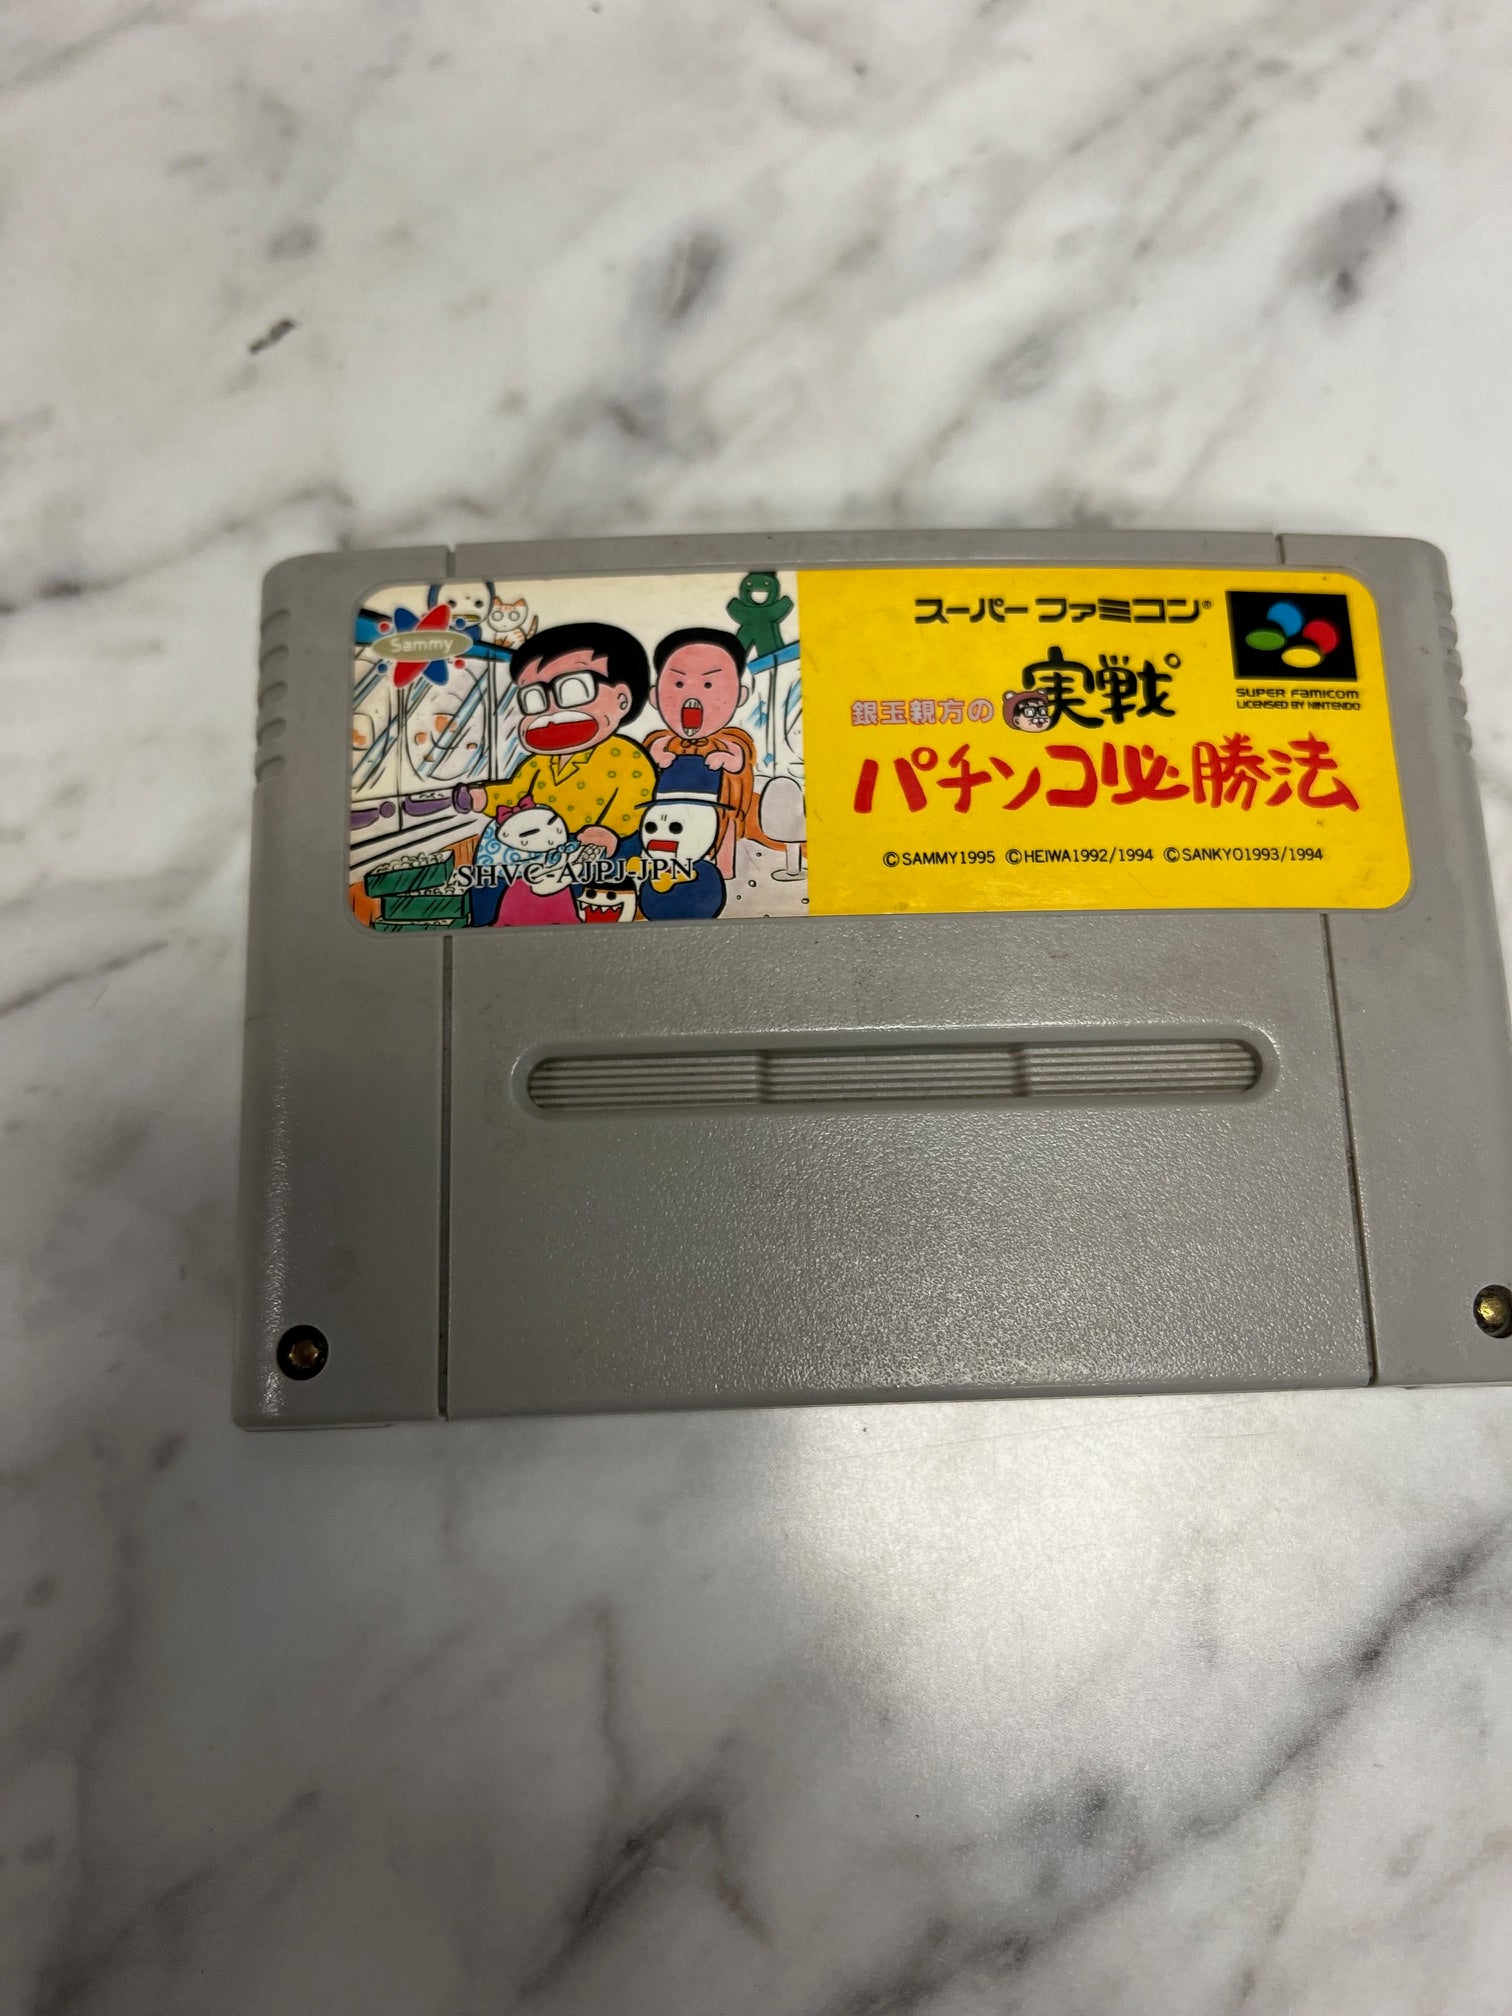 Sammy
SHVC-AJPJ-JPN
スーパーファミコン®
銀玉親方の
実戦
パチンコ必勝法
SUPER FAMICOM
LICENSED BY NINTENDO
©SAMMY1995 ©HEIWA1992/1994 ©SANKYO1993/1994